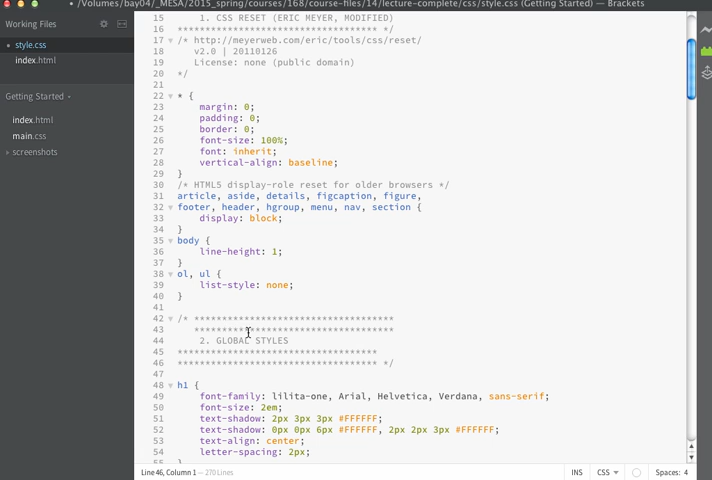 /Volumes/bay04/_MESA/2015_spring/courses/168/course-files/14/lecture-complete/css/style.css (Getting Started) — Brackets
Working Files
style.css
index.html
Getting Started
index.html
main.css
screenshots
15 1. CSS RESET (ERIC MEYER, MODIFIED)
16 ************************************ */
17 /* http://meyerweb.com/eric/tools/css/reset/
18 v2.0 | 20110126
19 License: none (public domain)
20 */
21
22 * {
23 margin: 0;
24 padding: 0;
25 border: 0;
26 font-size: 100%;
27 font: inherit;
28 vertical-align: baseline;
29 }
30 /* HTML5 display-role reset for older browsers */
31 article, aside, details, figcaption, figure,
32 footer, header, hgroup, menu, nav, section {
33 display: block;
34 }
35 body {
36 line-height: 1;
37 }
38 ol, ul {
39 list-style: none;
40 }
41
42 /* ************************************
43 ************************************
44 2. GLOBAL STYLES
45 ************************************
46 ************************************ */
47
48 h1 {
49 font-family: lilita-one, Arial, Helvetica, Verdana, sans-serif;
50 font-size: 2em;
51 text-shadow: 2px 3px 3px #FFFFFF;
52 text-shadow: 0px 0px 6px #FFFFFF, 2px 2px 3px #FFFFFF;
53 text-align: center;
54 letter-spacing: 2px;
55 }
Line 46, Column 1 — 270 Lines
INS CSS Spaces: 4